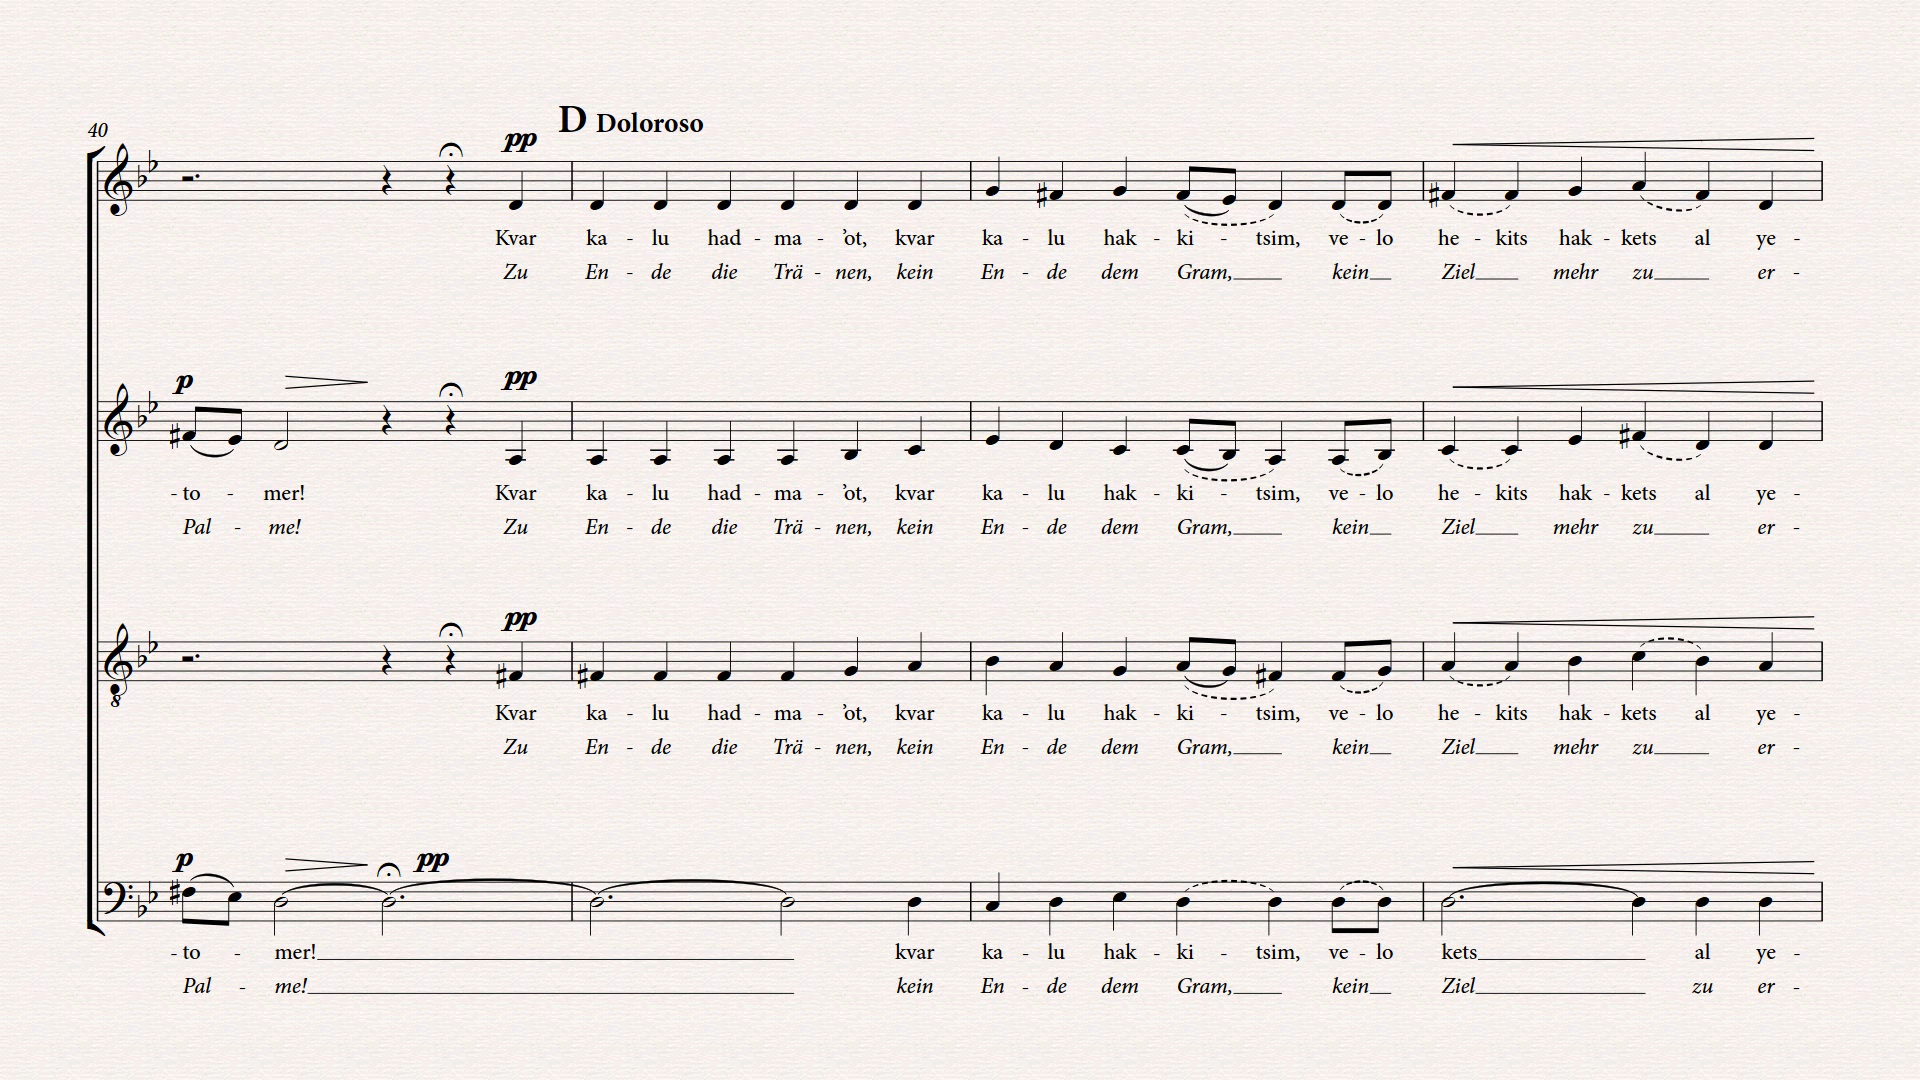 D Doloroso
40
pp
Kvar ka - lu had - ma - ’ot, kvar ka - lu hak - ki - tsim, ve - lo he - kits hak - kets al ye -
Zu En - de die Trä - nen, kein En - de dem Gram, kein Ziel mehr zu er -
p pp
- to - mer! Kvar ka - lu had - ma - ’ot, kvar ka - lu hak - ki - tsim, ve - lo he - kits hak - kets al ye -
Pal - me! Zu En - de die Trä - nen, kein En - de dem Gram, kein Ziel mehr zu er -
pp
8
Kvar ka - lu had - ma - ’ot, kvar ka - lu hak - ki - tsim, ve - lo he - kits hak - kets al ye -
Zu En - de die Trä - nen, kein En - de dem Gram, kein Ziel mehr zu er -
p pp
- to - mer! kvar ka - lu hak - ki - tsim, ve - lo kets al ye -
Pal - me! kein En - de dem Gram, kein Ziel zu er -